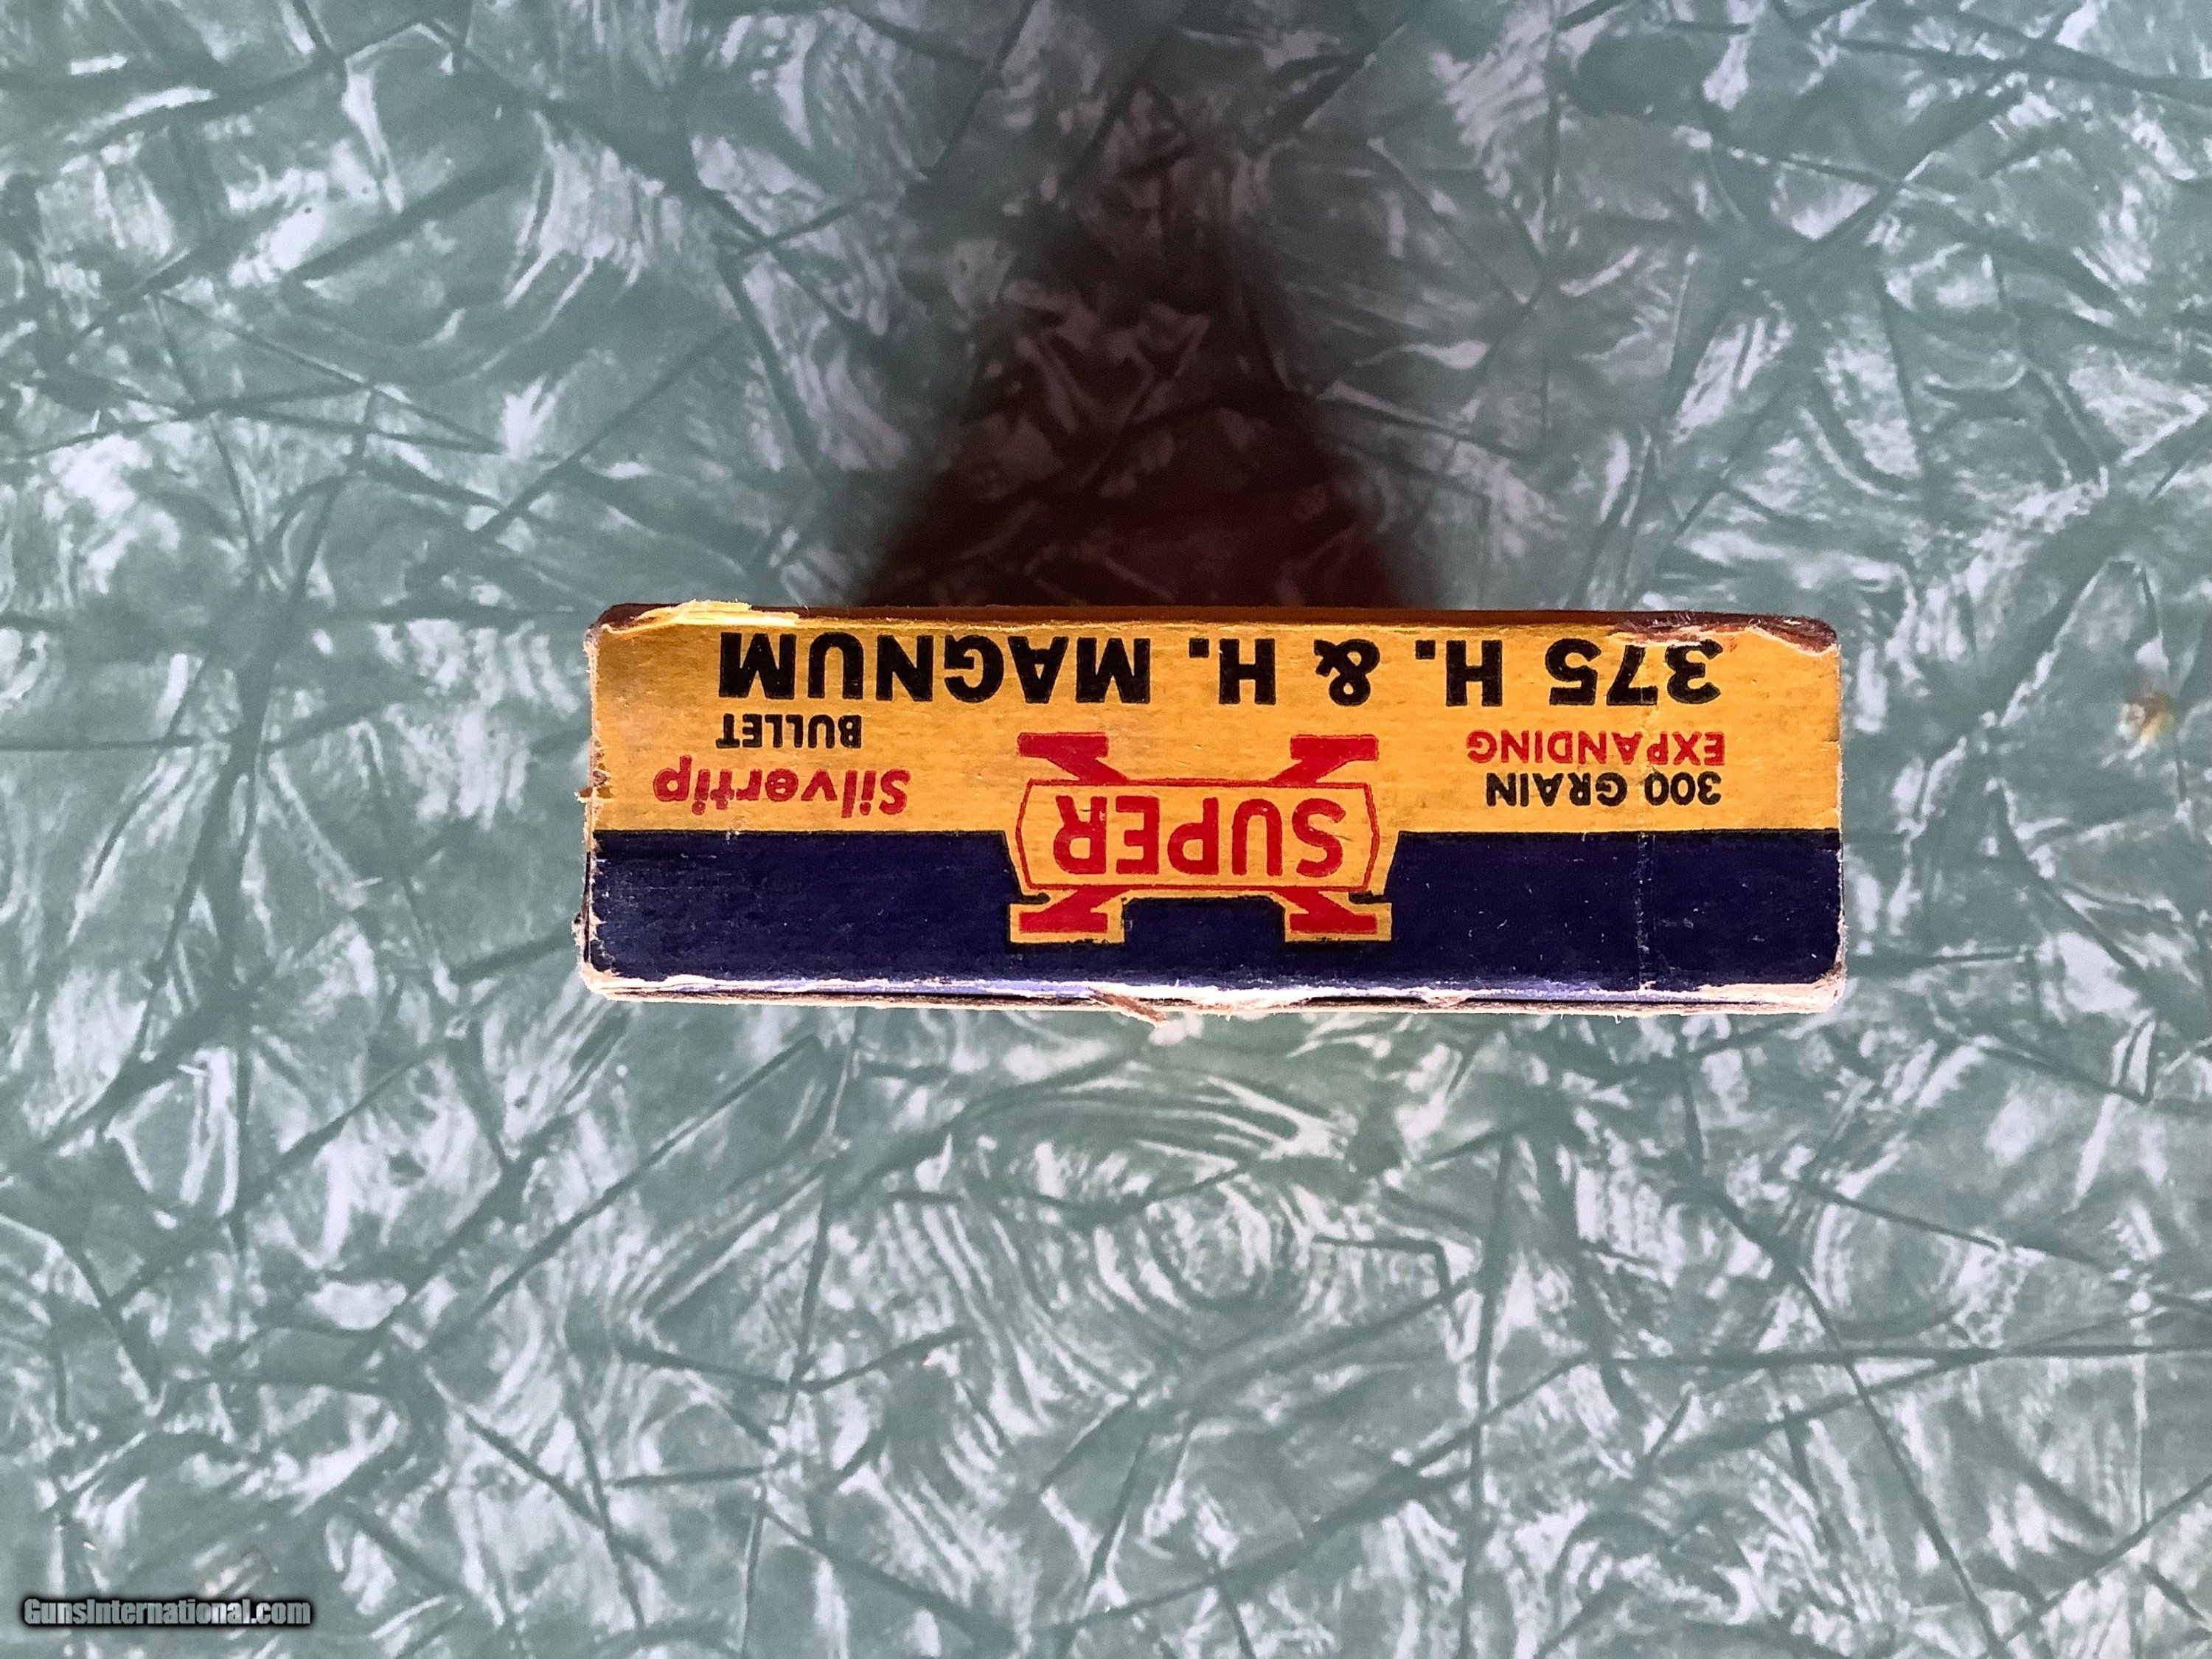 SUPER
X
300 GRAIN
EXPANDING
Silvertip
BULLET
375 H. & H. MAGNUM
GunsInternational.com